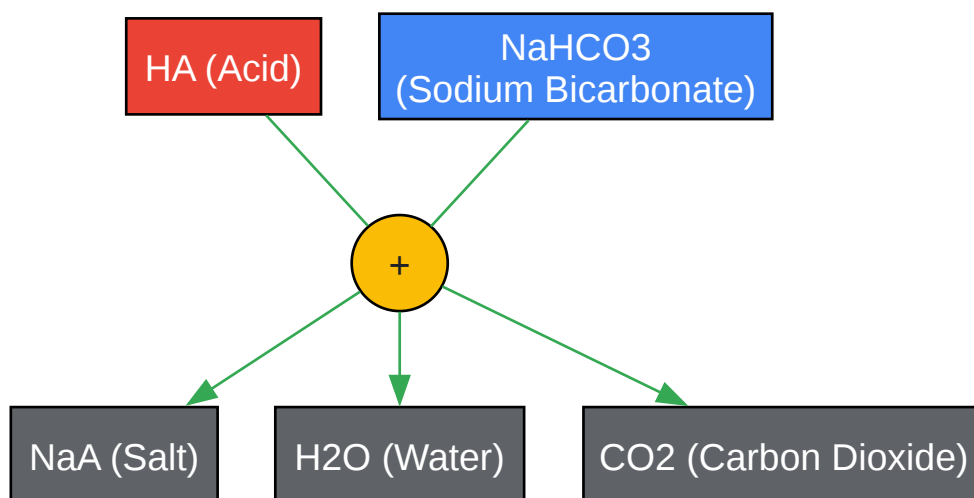 HA (Acid)
NaHCO3
(Sodium Bicarbonate)
+
NaA (Salt)
H2O (Water)
CO2 (Carbon Dioxide)